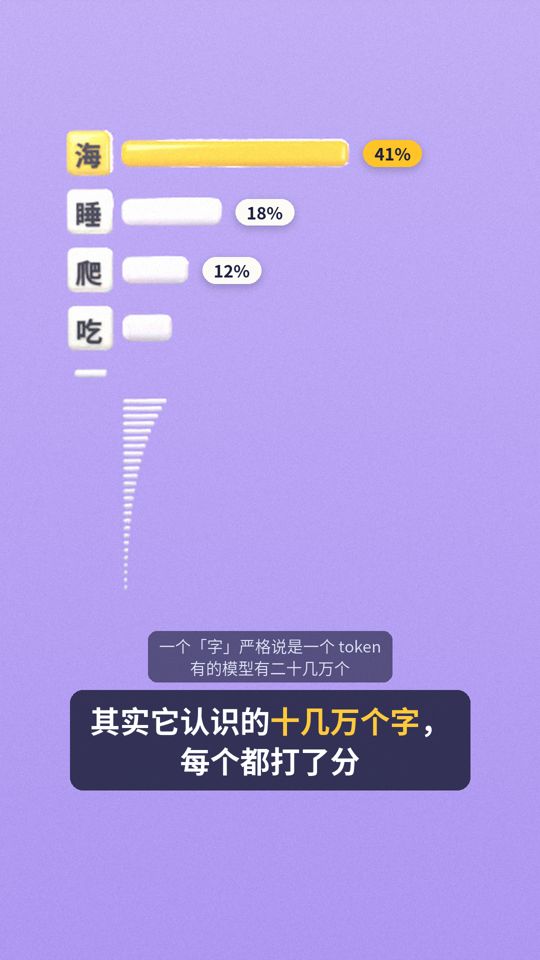 海 41%
睡 18%
爬 12%
吃
一个「字」严格说是一个 token
有的模型有二十几万个
其实它认识的十几万个字，
每个都打了分